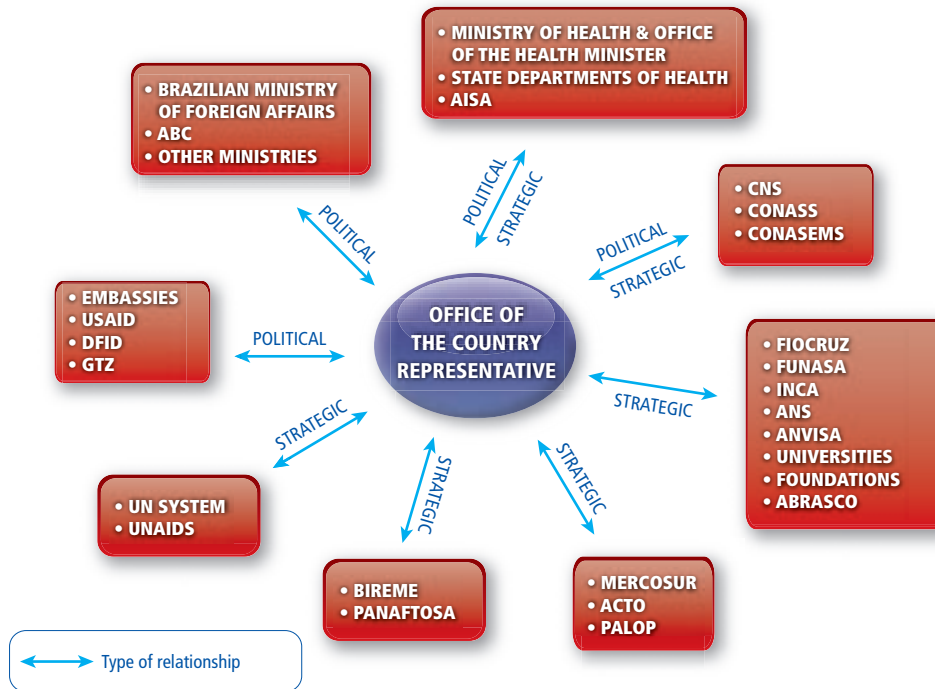 • MINISTRY OF HEALTH & OFFICE
OF THE HEALTH MINISTER
• STATE DEPARTMENTS OF HEALTH
• AISA
• BRAZILIAN MINISTRY
OF FOREIGN AFFAIRS
• ABC
• OTHER MINISTRIES
POLITICAL
STRATEGIC
• CNS
• CONASS
• CONASEMS
POLITICAL
POLITICAL
STRATEGIC
• EMBASSIES
• USAID
• DFID
• GTZ
POLITICAL
OFFICE OF
THE COUNTRY
REPRESENTATIVE
• FIOCRUZ
• FUNASA
• INCA
• ANS
• ANVISA
• UNIVERSITIES
• FOUNDATIONS
• ABRASCO
STRATEGIC
STRATEGIC
STRATEGIC
STRATEGIC
• UN SYSTEM
• UNAIDS
• BIREME
• PANAFTOSA
• MERCOSUR
• ACTO
• PALOP
Type of relationship